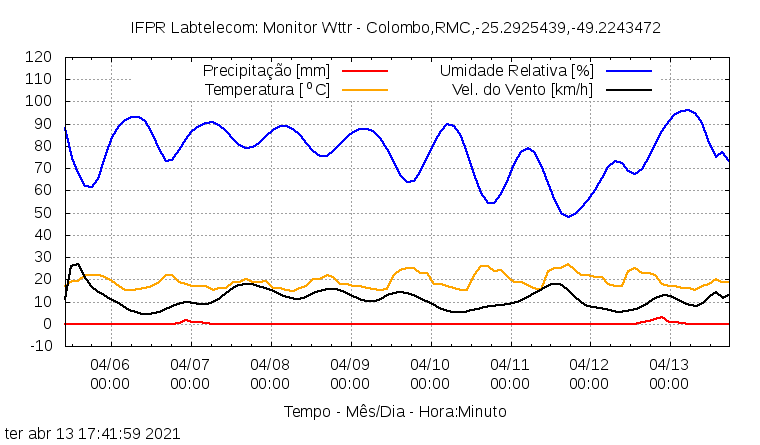 IFPR Labtelecom: Monitor Wttr - Colombo,RMC,-25.2925439,-49.2243472
120
110
100
90
80
70
60
50
40
30
20
10
0
-10
Precipitação [mm]
Temperatura [⁰C]
Umidade Relativa [%]
Vel. do Vento [km/h]
04/06 04/07 04/08 04/09 04/10 04/11 04/12 04/13
00:00 00:00 00:00 00:00 00:00 00:00 00:00 00:00
Tempo - Mês/Dia - Hora:Minuto
ter abr 13 17:41:59 2021